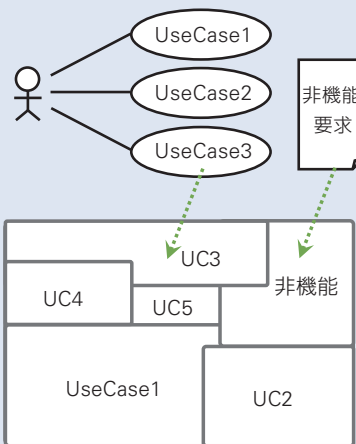 UseCase1
UseCase2
UseCase3
非機能
要求
UC3
非機能
UC4
UC5
UseCase1
UC2